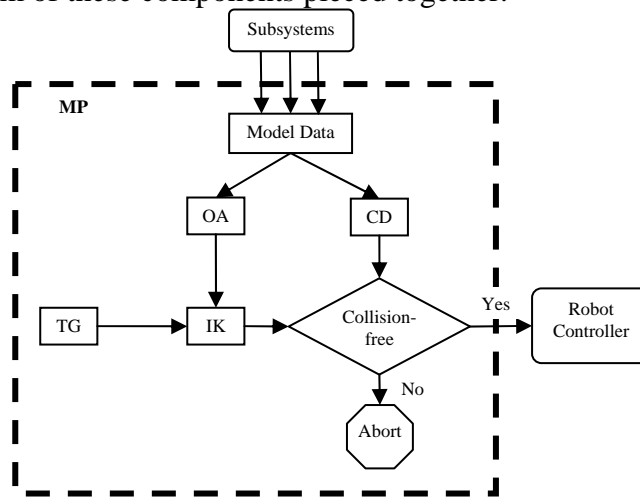 of these components pieced together.
Subsystems
MP
Model Data
OA
CD
TG
IK
Collision-
free
Yes
Robot
Controller
No
Abort